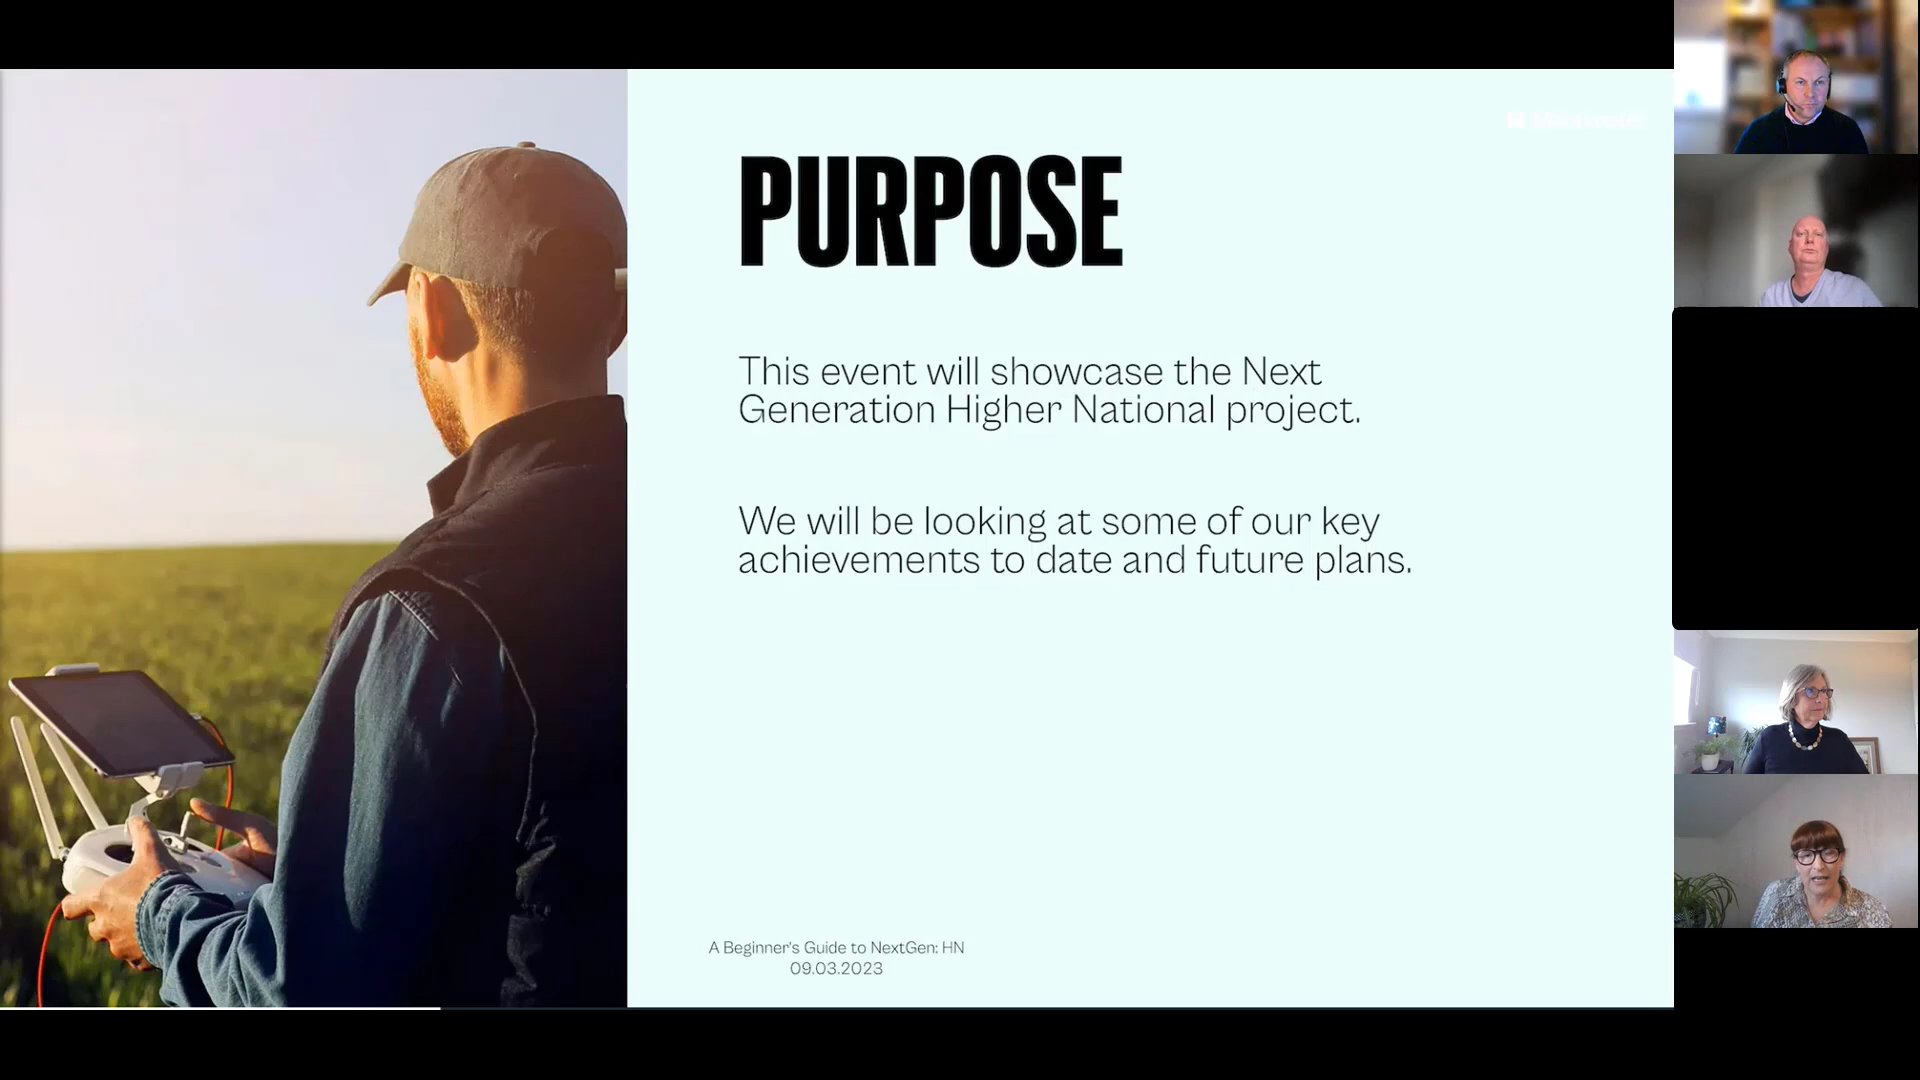 PURPOSE
This event will showcase the Next
Generation Higher National project.
We will be looking at some of our key
achievements to date and future plans.
A Beginner's Guide to NextGen: HN
09.03.2023